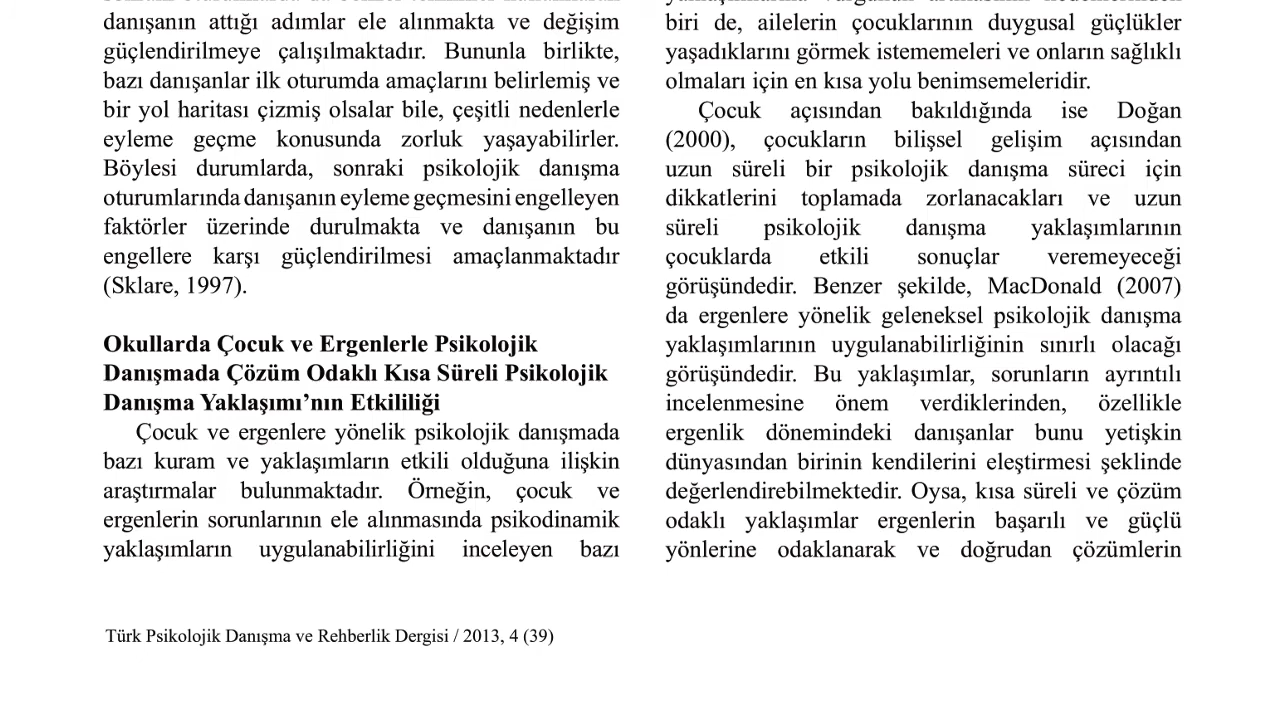 danışanın attığı adımlar ele alınmakta ve değişim
güçlendirilmeye çalışılmaktadır. Bununla birlikte,
bazı danışanlar ilk oturumda amaçlarını belirlemiş ve
bir yol haritası çizmiş olsalar bile, çeşitli nedenlerle
eyleme geçme konusunda zorluk yaşayabilirler.
Böylesi durumlarda, sonraki psikolojik danışma
oturumlarında danışanın eyleme geçmesini engelleyen
faktörler üzerinde durulmakta ve danışanın bu
engellere karşı güçlendirilmesi amaçlanmaktadır
(Sklare, 1997).
Okullarda Çocuk ve Ergenlerle Psikolojik
Danışmada Çözüm Odaklı Kısa Süreli Psikolojik
Danışma Yaklaşımı’nın Etkililiği
Çocuk ve ergenlere yönelik psikolojik danışmada
bazı kuram ve yaklaşımların etkili olduğuna ilişkin
araştırmalar bulunmaktadır. Örneğin, çocuk ve
ergenlerin sorunlarının ele alınmasında psikodinamik
yaklaşımların uygulanabilirliğini inceleyen bazı
biri de, ailelerin çocuklarının duygusal güçlükler
yaşadıklarını görmek istememeleri ve onların sağlıklı
olmaları için en kısa yolu benimsemeleridir.
Çocuk açısından bakıldığında ise Doğan
(2000), çocukların bilişsel gelişim açısından
uzun süreli bir psikolojik danışma süreci için
dikkatlerini toplamada zorlanacakları ve uzun
süreli psikolojik danışma yaklaşımlarının
çocuklarda etkili sonuçlar veremeyeceği
görüşündedir. Benzer şekilde, MacDonald (2007)
da ergenlere yönelik geleneksel psikolojik danışma
yaklaşımlarının uygulanabilirliğinin sınırlı olacağı
görüşündedir. Bu yaklaşımlar, sorunların ayrıntılı
incelenmesine önem verdiklerinden, özellikle
ergenlik dönemindeki danışanlar bunu yetişkin
dünyasından birinin kendilerini eleştirmesi şeklinde
değerlendirebilmektedir. Oysa, kısa süreli ve çözüm
odaklı yaklaşımlar ergenlerin başarılı ve güçlü
yönlerine odaklanarak ve doğrudan çözümlerin
Türk Psikolojik Danışma ve Rehberlik Dergisi / 2013, 4 (39)